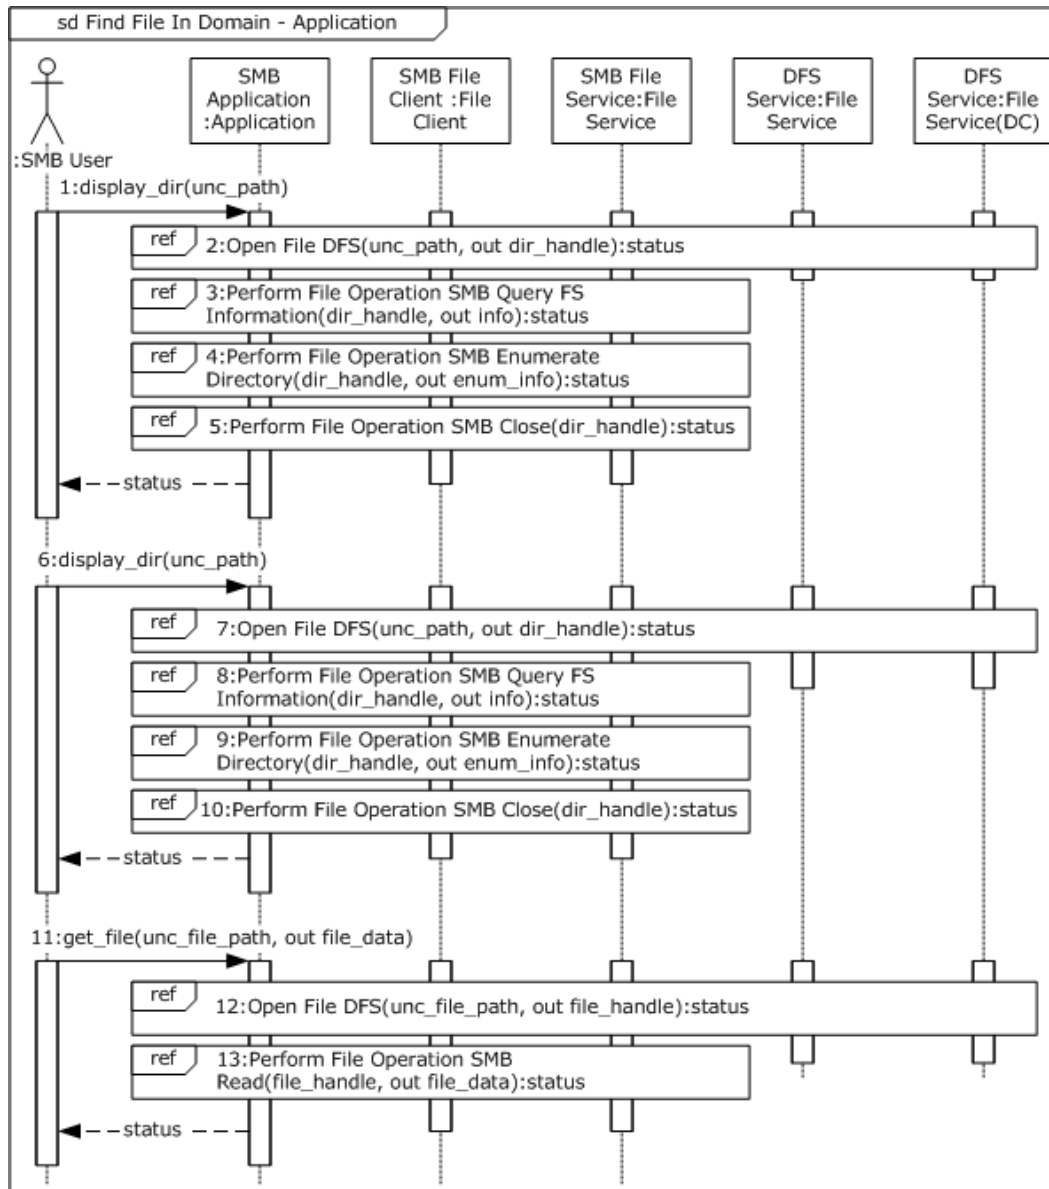 sd Find File In Domain - Application
:SMB User
SMB
Application
:Application
SMB File
Client :File
Client
SMB File
Service:File
Service
DFS
Service:File
Service
DFS
Service:File
Service(DC)
1:display_dir(unc_path)
ref
2:Open File DFS(unc_path, out dir_handle):status
ref
3:Perform File Operation SMB Query FS
Information(dir_handle, out info):status
ref
4:Perform File Operation SMB Enumerate
Directory(dir_handle, out enum_info):status
ref
5:Perform File Operation SMB Close(dir_handle):status
status
6:display_dir(unc_path)
ref
7:Open File DFS(unc_path, out dir_handle):status
ref
8:Perform File Operation SMB Query FS
Information(dir_handle, out info):status
ref
9:Perform File Operation SMB Enumerate
Directory(dir_handle, out enum_info):status
ref
10:Perform File Operation SMB Close(dir_handle):status
status
11:get_file(unc_file_path, out file_data)
ref
12:Open File DFS(unc_file_path, out file_handle):status
ref
13:Perform File Operation SMB
Read(file_handle, out file_data):status
status